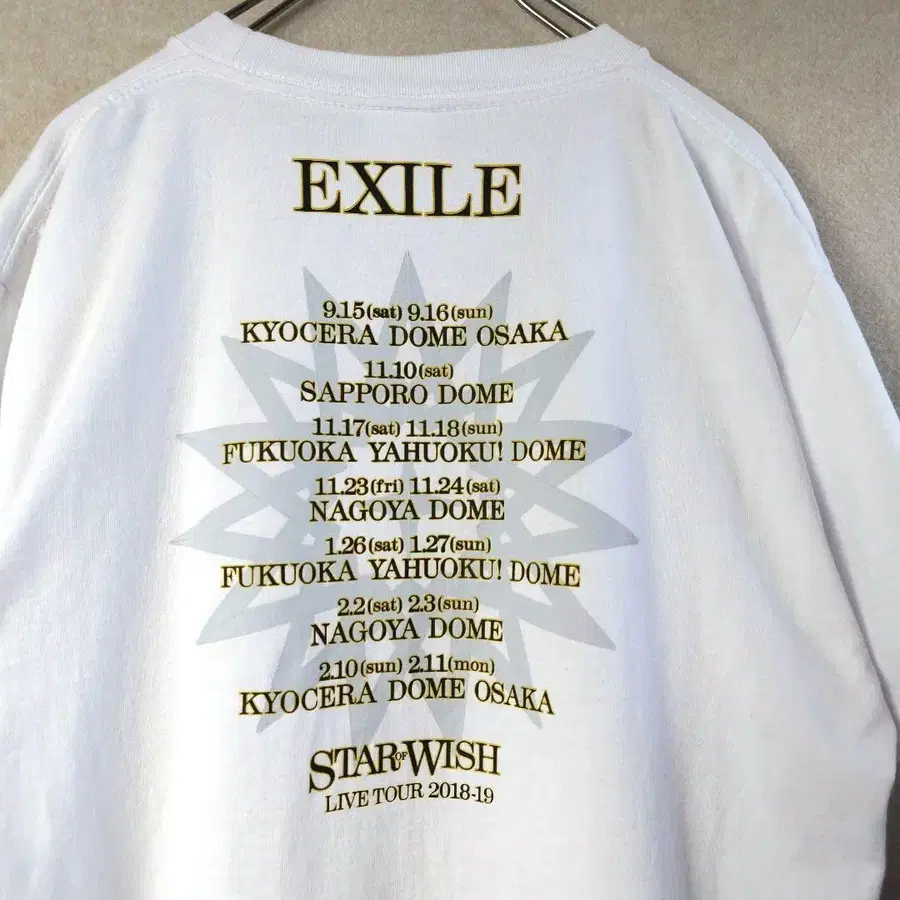 EXILE
9.15(sat) 9.16(sun)
KYOCERA DOME OSAKA
11.10(sat)
SAPPORO DOME
11.17(sat) 11.18(sun)
FUKUOKA YAHUOKU! DOME
11.23(fri) 11.24(sat)
NAGOYA DOME
1.26(sat) 1.27(sun)
FUKUOKA YAHUOKU! DOME
2.2(sat) 2.3(sun)
NAGOYA DOME
2.10(sun) 2.11(mon)
KYOCERA DOME OSAKA
STAR OF WISH
LIVE TOUR 2018-19